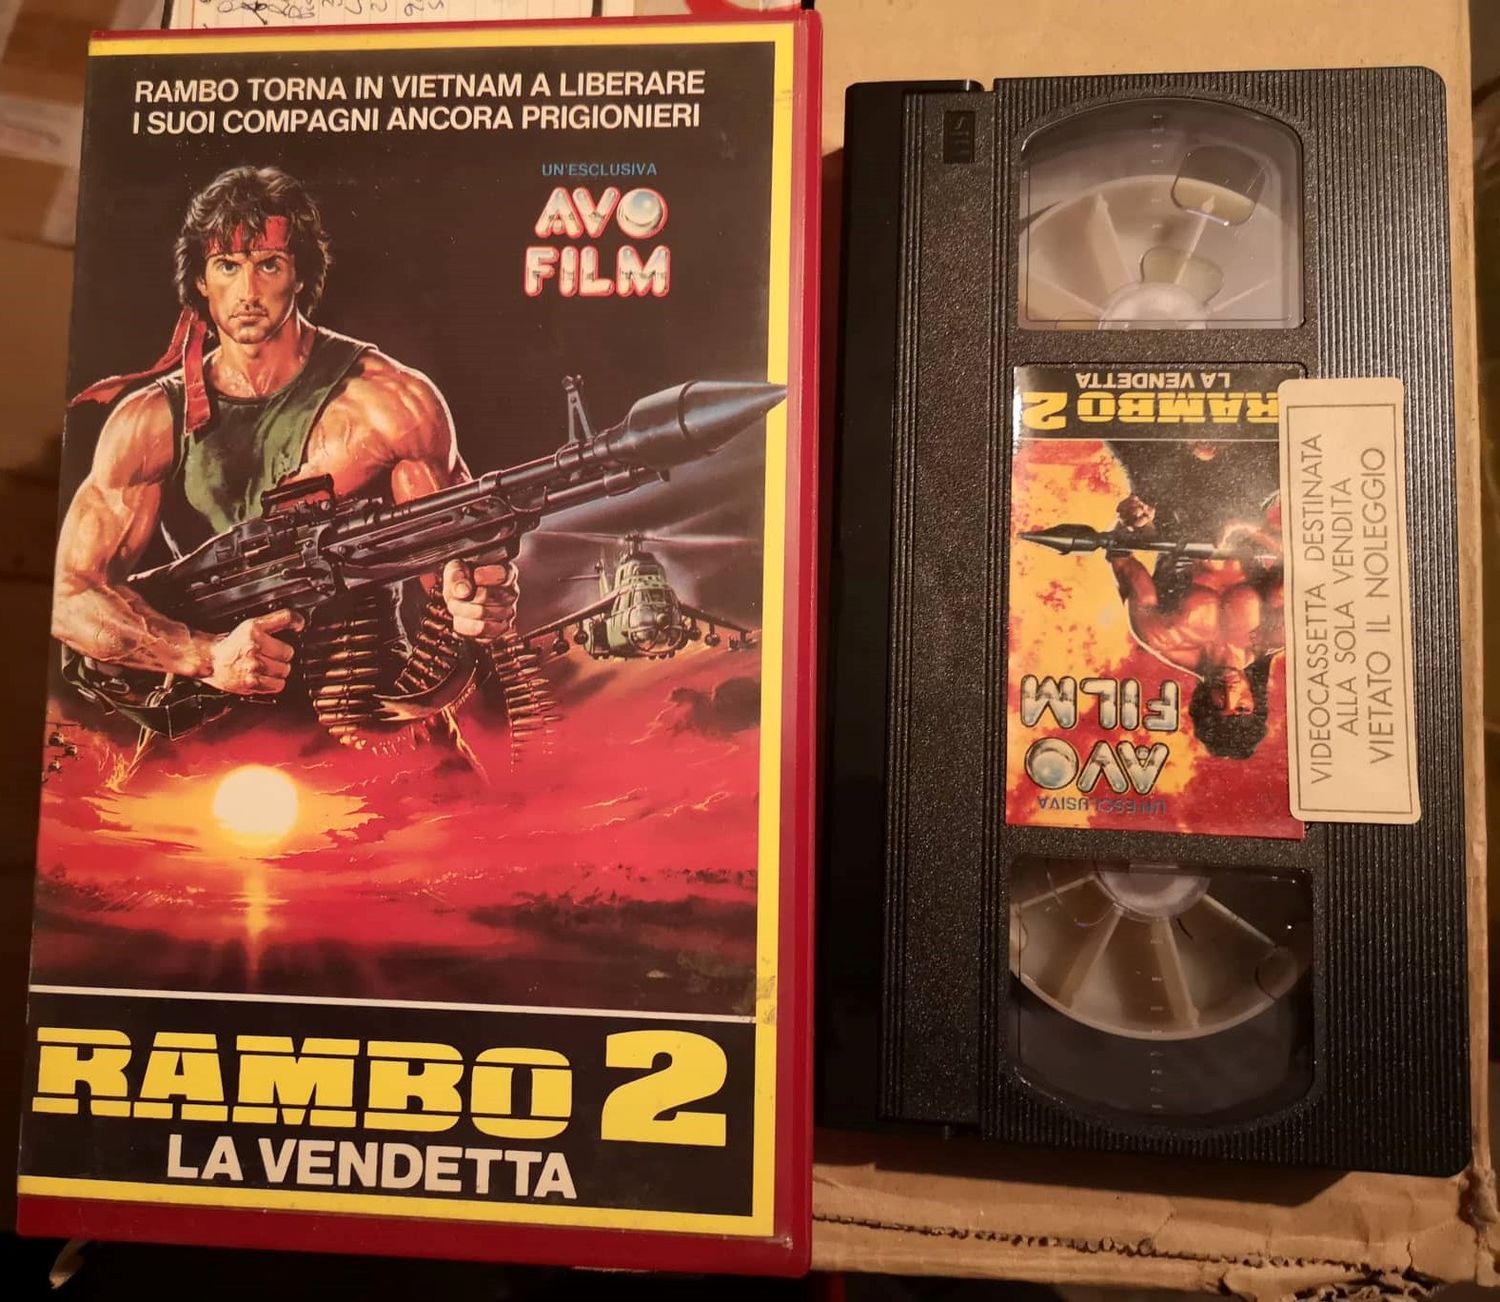 RAMBO TORNA IN VIETNAM A LIBERARE
I SUOI COMPAGNI ANCORA PRIGIONIERI
UN'ESCLUSIVA
AVO
FILM
RAMBO 2
LA VENDETTA
RAMBO 2
LA VENDETTA
UN'ESCLUSIVA
AVO
FILM
VIDEOCASSETTA DESTINATA
ALLA SOLA VENDITA
VIETATO IL NOLEGGIO